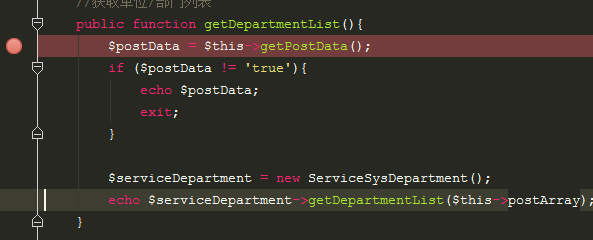 //获取单位/部门列表
public function getDepartmentList(){
$postData = $this->getPostData();
if ($postData != 'true'){
echo $postData;
exit;
}
$serviceDepartment = new ServiceSysDepartment();
echo $serviceDepartment->getDepartmentList($this->postArray);
}